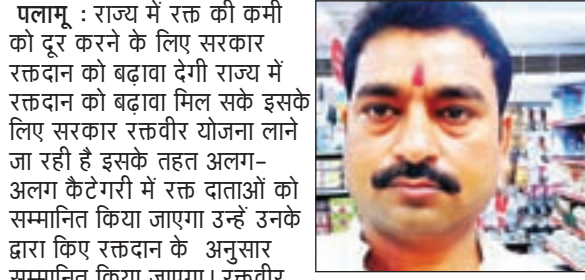 पलामू : राज्य में रक्त की कमी
को दूर करने के लिए सरकार
रक्तदान को बढ़ावा देगी राज्य में
रक्तदान को बढ़ावा मिल सके इसके
लिए सरकार रक्तवीर योजना लाने
जा रही है इसके तहत अलग-
अलग कैटेगरी में रक्त दाताओं को
सम्मानित किया जाएगा उन्हें उनके
द्वारा किए रक्तदान के अनुसार
सम्मानित किया जाएगा। रक्तवीर